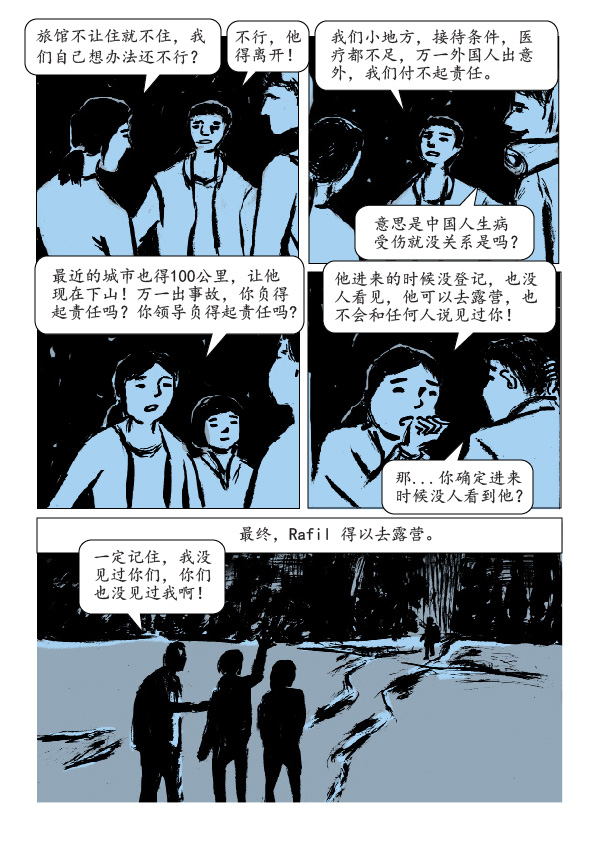 旅馆不让住就不住，我
们自己想办法还不行？
不行，他
得离开！
我们小地方，接待条件，医
疗都不足，万一外国人出意
外，我们付不起责任。
意思是中国人生病
受伤就没关系是吗？
最近的城市也得100公里，让他
现在下山！万一出事故，你负得
起责任吗？你领导负得起责任吗？
他进来的时候没登记，也没
人看见，他可以去露营，也
不会和任何人说见过你！
那...你确定进来
时候没人看到他？
最终，Rafil 得以去露营。
一定记住，我没
见过你们，你们
也没见过我啊！